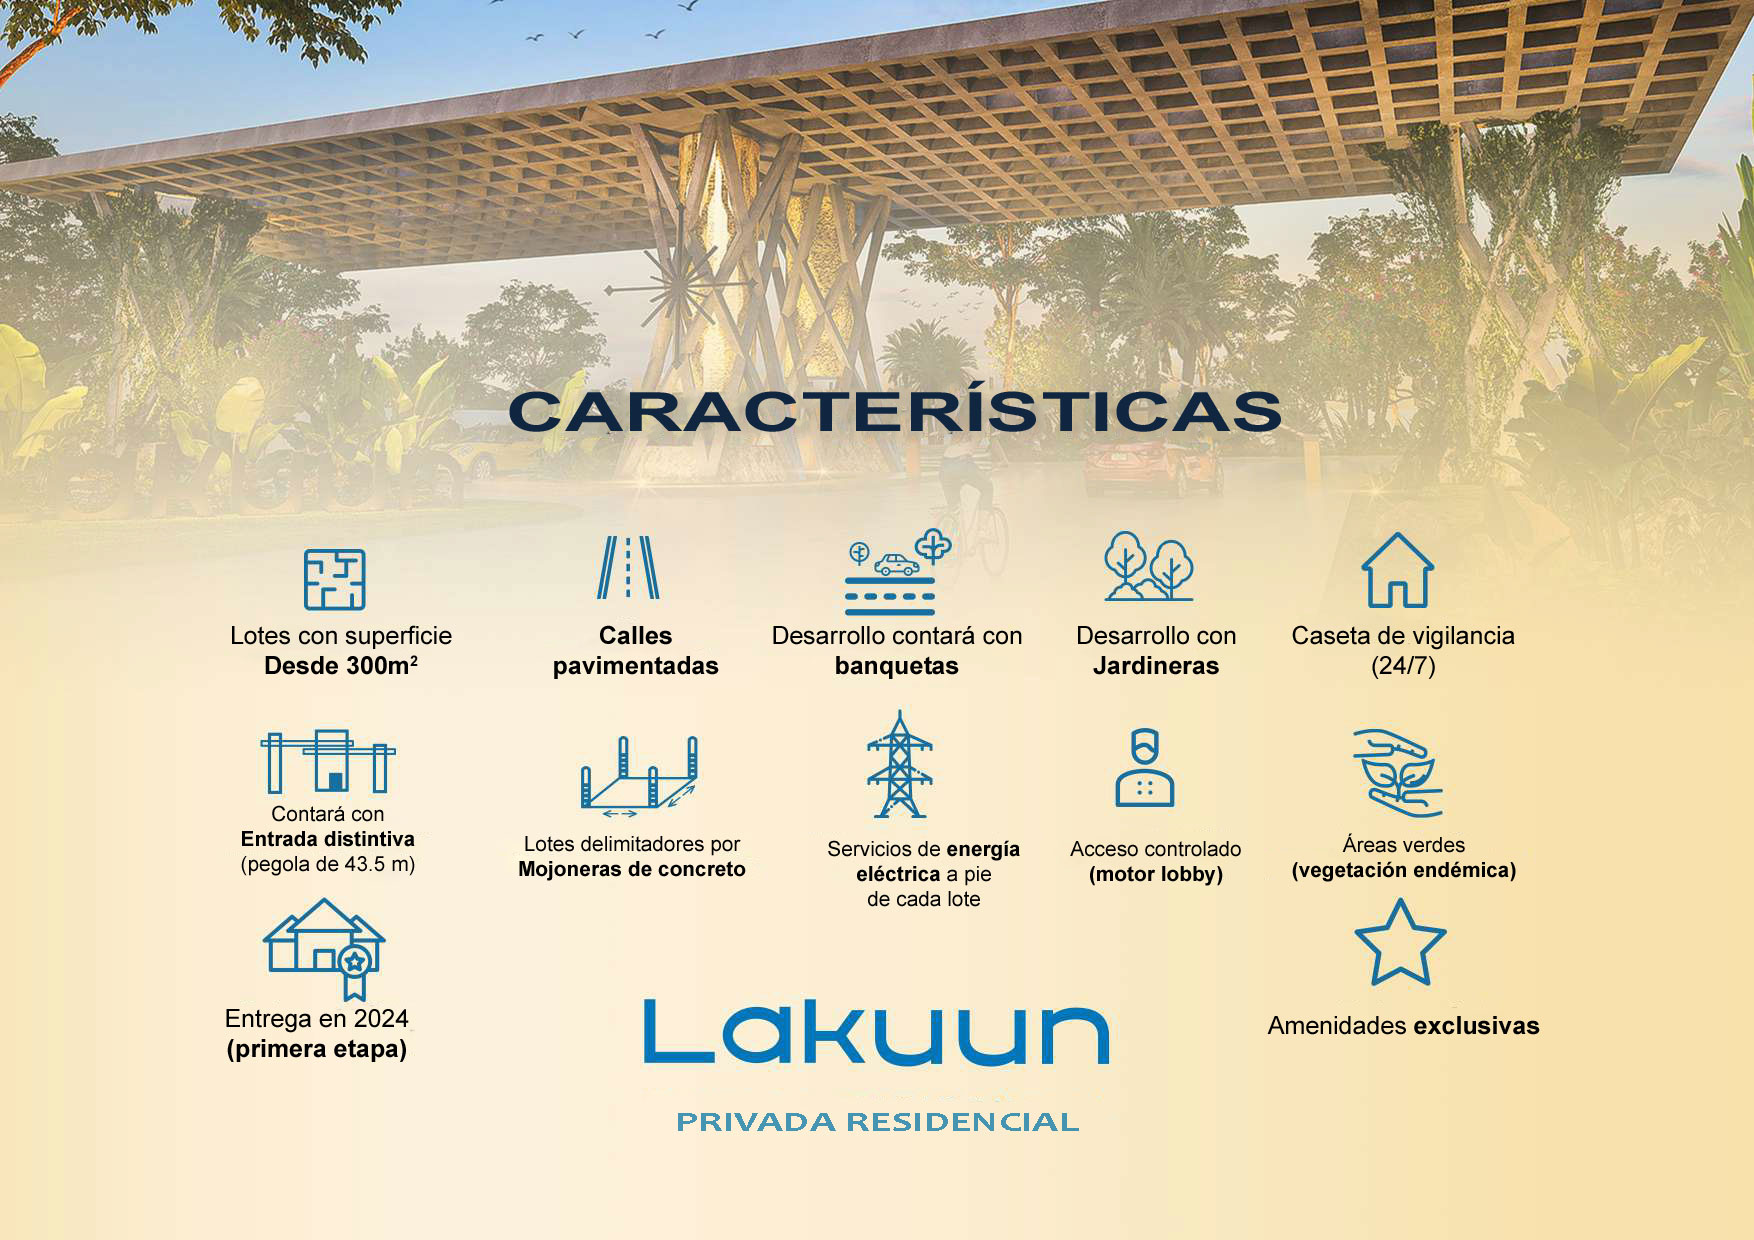 CARACTERÍSTICAS
Lotes con superficie
Desde 300m²
Calles
pavimentadas
Desarrollo contará con
banquetas
Desarrollo con
Jardineras
Caseta de vigilancia
(24/7)
Contará con
Entrada distintiva
(pegola de 43.5 m)
Lotes delimitadores por
Mojoneras de concreto
Servicios de energía
eléctrica a pie
de cada lote
Acceso controlado
(motor lobby)
Áreas verdes
(vegetación endémica)
Entrega en 2024
(primera etapa)
Amenidades exclusivas
Lakuun
PRIVADA RESIDENCIAL